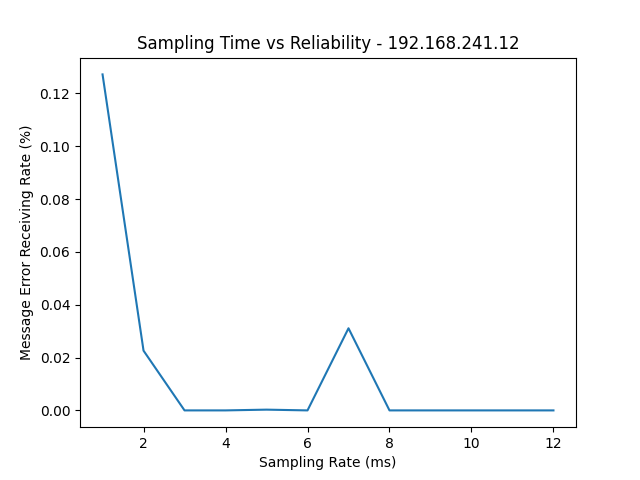 Sampling Time vs Reliability - 192.168.241.12
Message Error Receiving Rate (%)
0.12
0.10
0.08
0.06
0.04
0.02
0.00
2 4 6 8 10 12
Sampling Rate (ms)